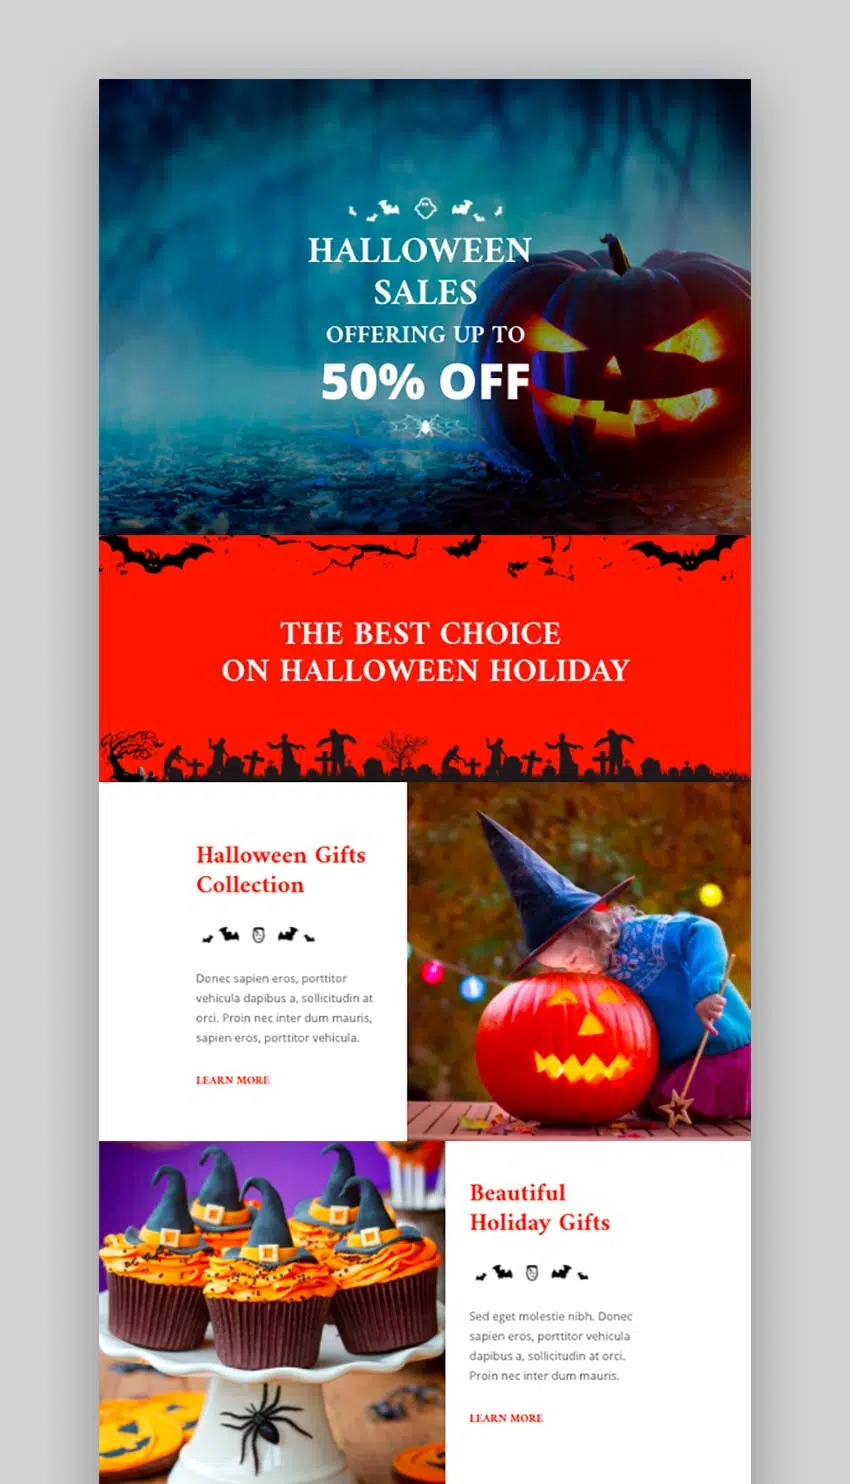 HALLOWEEN
SALES
OFFERING UP TO
50% OFF
THE BEST CHOICE
ON HALLOWEEN HOLIDAY
Halloween Gifts
Collection
Donec sapien eros, porttitor
vehicula dapibus a, sollicitudin at
orci. Proin nec inter dum mauris,
sapien eros, porttitor vehicula.
LEARN MORE
Beautiful
Holiday Gifts
Sed eget molestie nibh. Donec
sapien eros, porttitor vehicula
dapibus a, sollicitudin at orci.
Proin nec inter dum mauris.
LEARN MORE